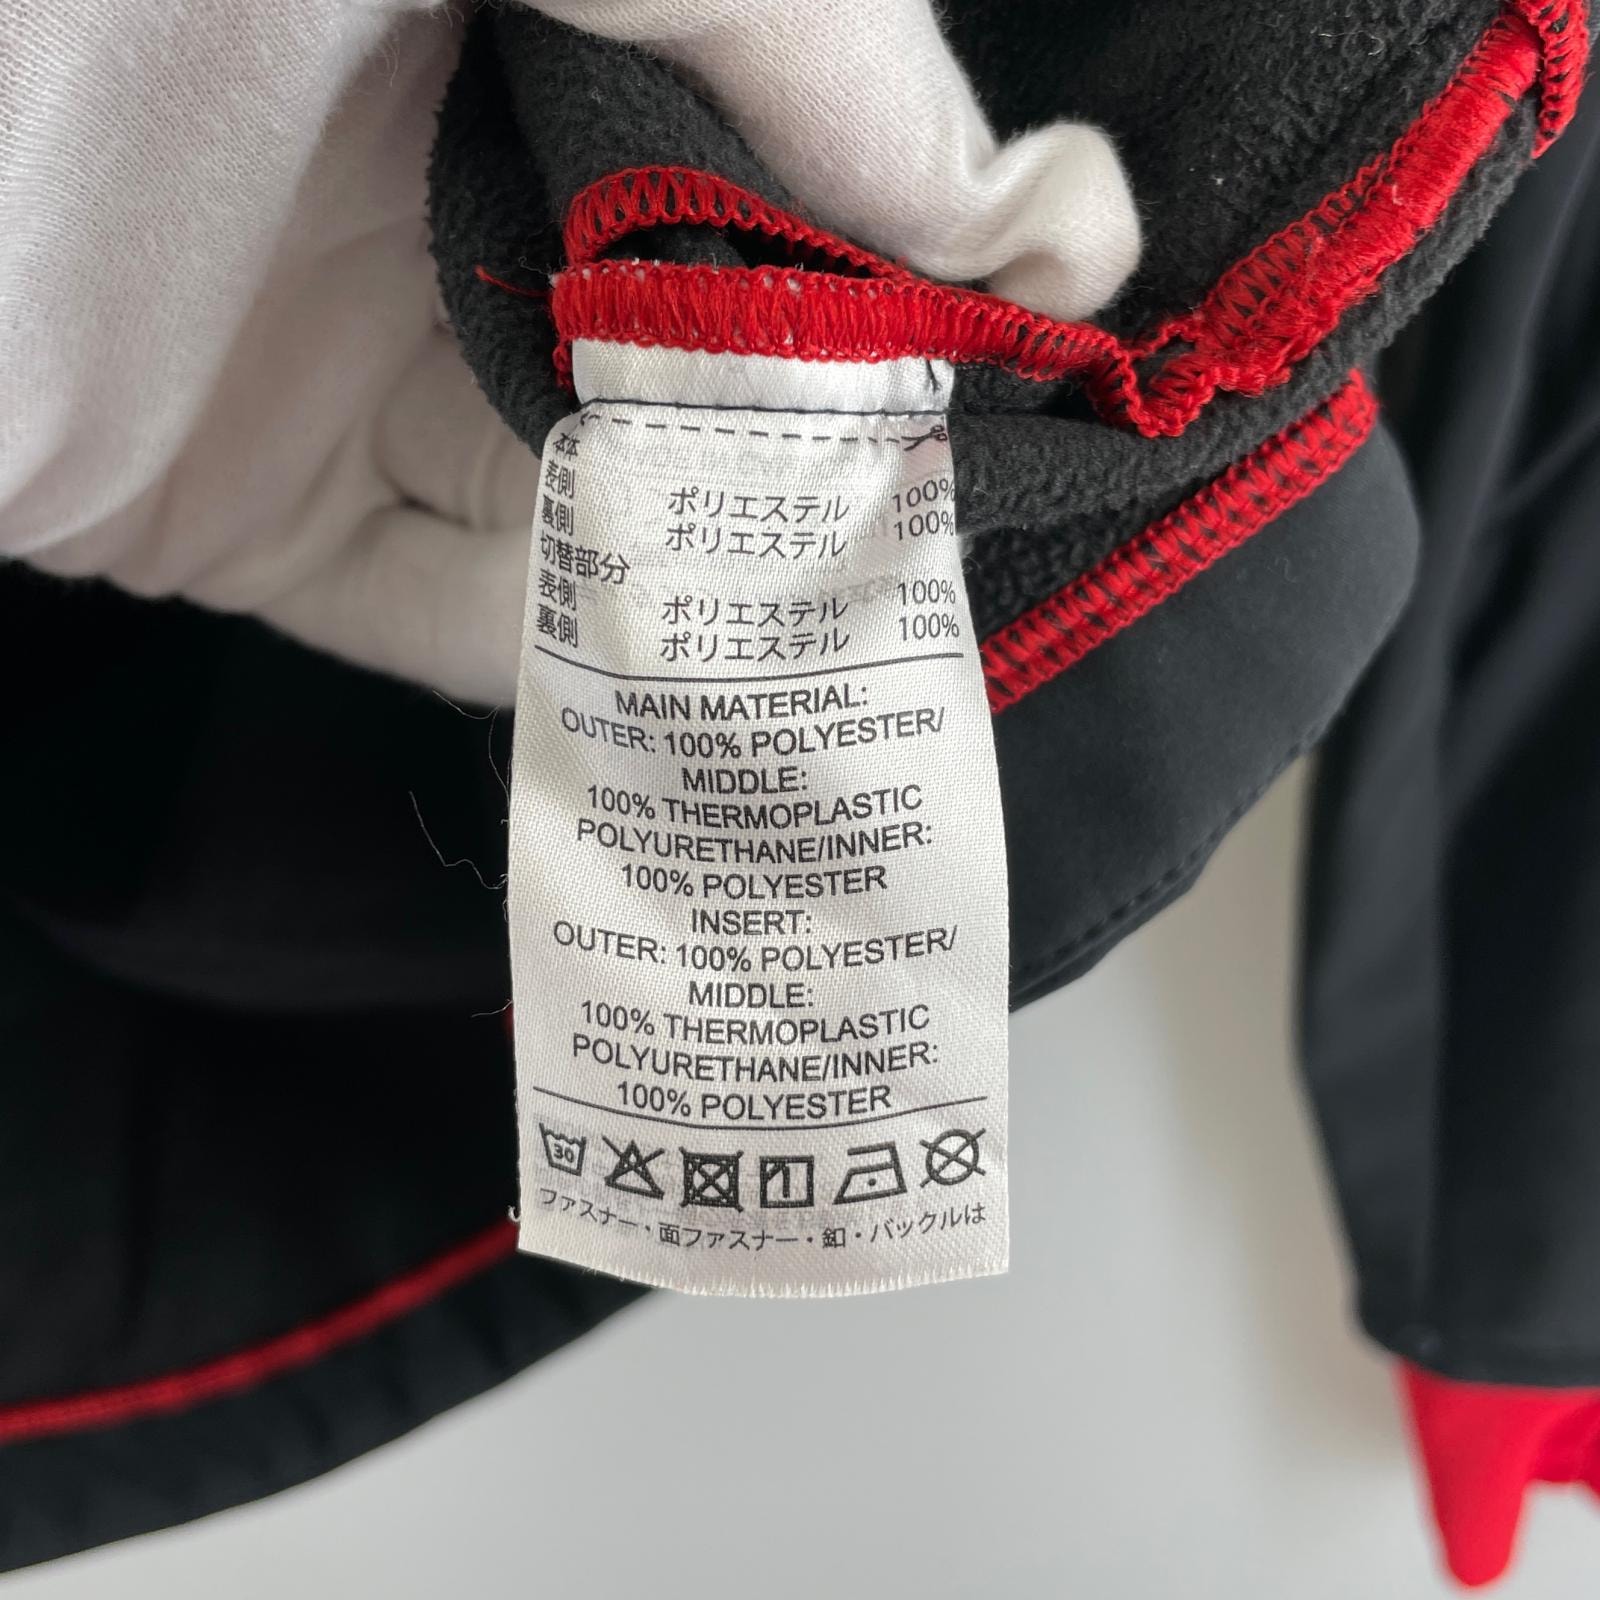 本体
表側 ポリエステル 100%
裏側 ポリエステル 100%
切替部分
表側 ポリエステル 100%
裏側 ポリエステル 100%
MAIN MATERIAL:
OUTER: 100% POLYESTER/
MIDDLE:
100% THERMOPLASTIC
POLYURETHANE/INNER:
100% POLYESTER
INSERT:
OUTER: 100% POLYESTER/
MIDDLE:
100% THERMOPLASTIC
POLYURETHANE/INNER:
100% POLYESTER
30
ファスナー・面ファスナー・釦・バックルは